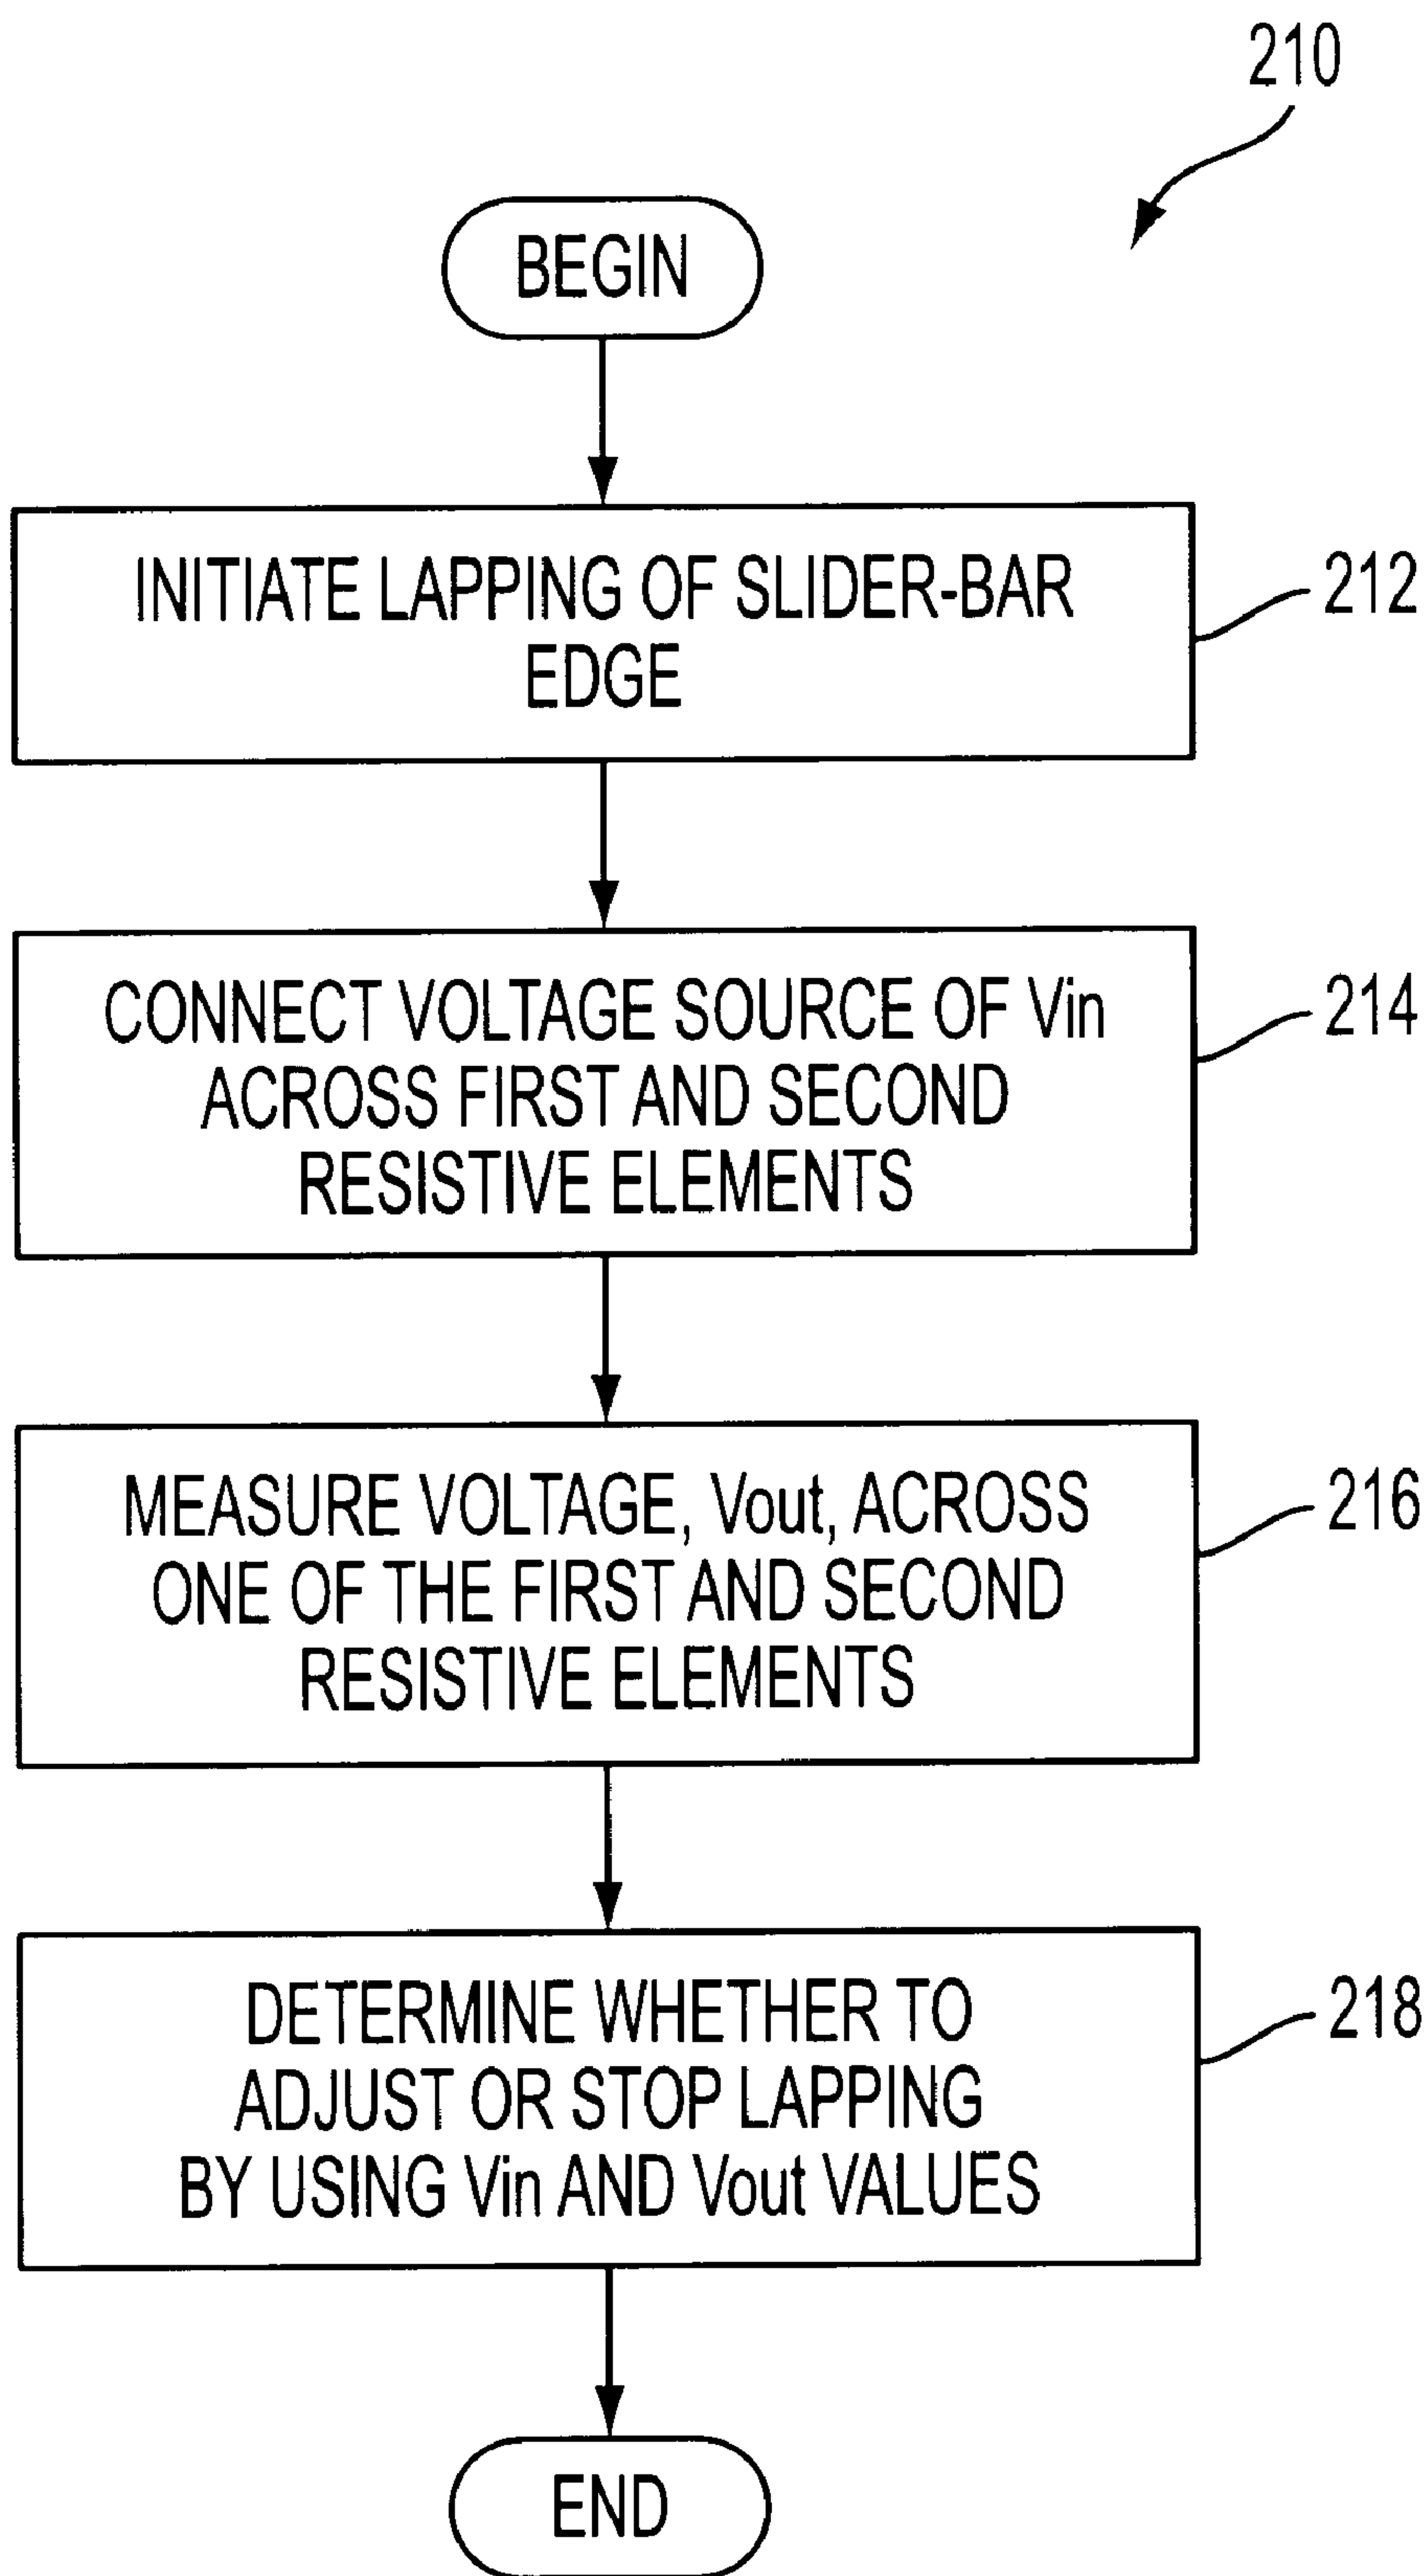 210
BEGIN
INITIATE LAPPING OF SLIDER-BAR
EDGE
212
CONNECT VOLTAGE SOURCE OF Vin
ACROSS FIRST AND SECOND
RESISTIVE ELEMENTS
214
MEASURE VOLTAGE, Vout, ACROSS
ONE OF THE FIRST AND SECOND
RESISTIVE ELEMENTS
216
DETERMINE WHETHER TO
ADJUST OR STOP LAPPING
BY USING Vin AND Vout VALUES
218
END